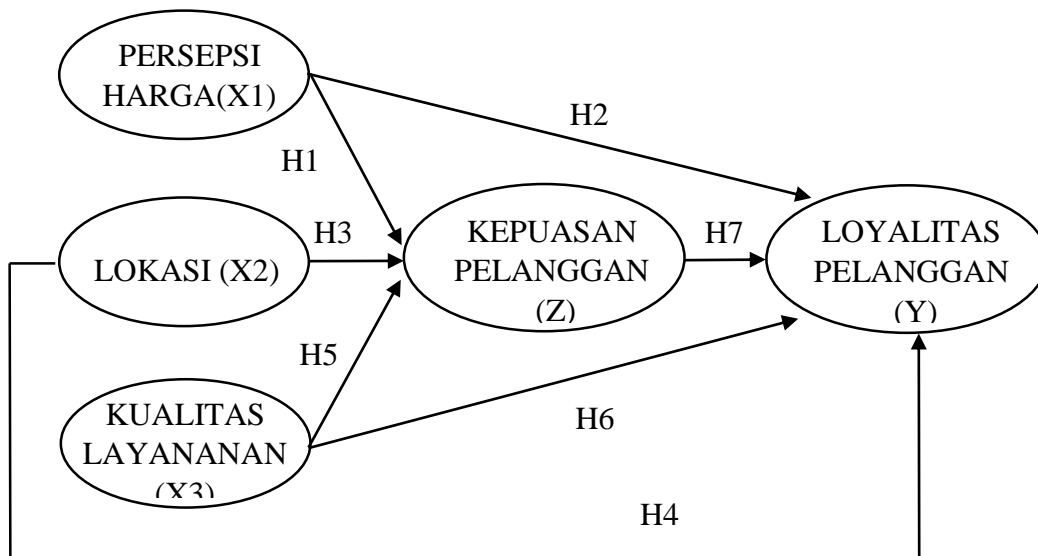 PERSEPSI
HARGA(X1)
H2
H1
H3
LOKASI (X2)
KEPUASAN
PELANGGAN
(Z)
H7
LOYALITAS
PELANGGAN
(Y)
H5
KUALITAS
LAYANANAN
(X3)
H6
H4